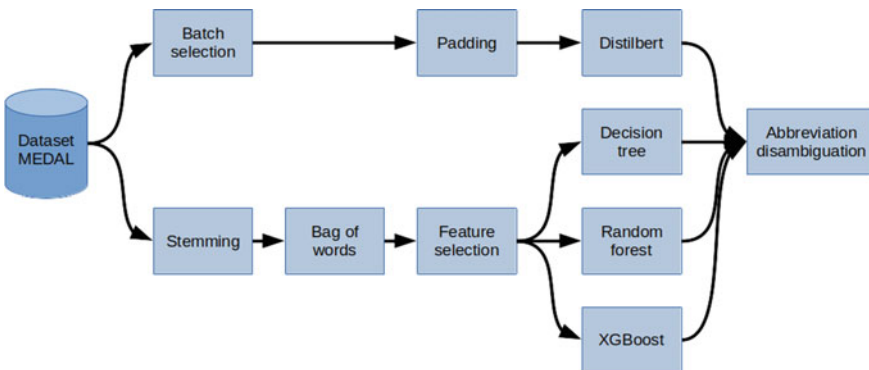 Batch
selection
Padding
Distilbert
Dataset
MEDAL
Decision
tree
Abbreviation
disambiguation
Stemming
Bag of
words
Feature
selection
Random
forest
XGBoost